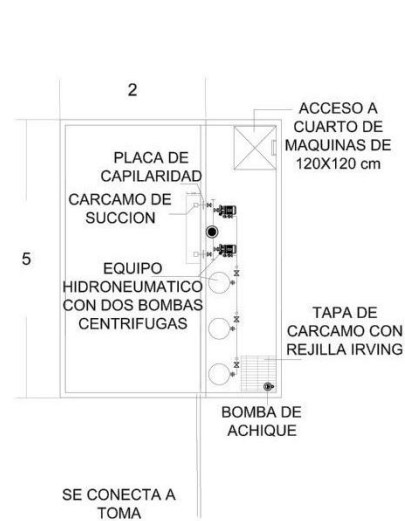 2
ACCESO A
CUARTO DE
MAQUINAS DE
120X120 cm
PLACA DE
CAPILARIDAD
CARCAMO DE
SUCCION
5
EQUIPO
HIDRONEUMATICO
CON DOS BOMBAS
CENTRIFUGAS
TAPA DE
CARCAMO CON
REJILLA IRVING
BOMBA DE
ACHIQUE
SE CONECTA A
TOMA